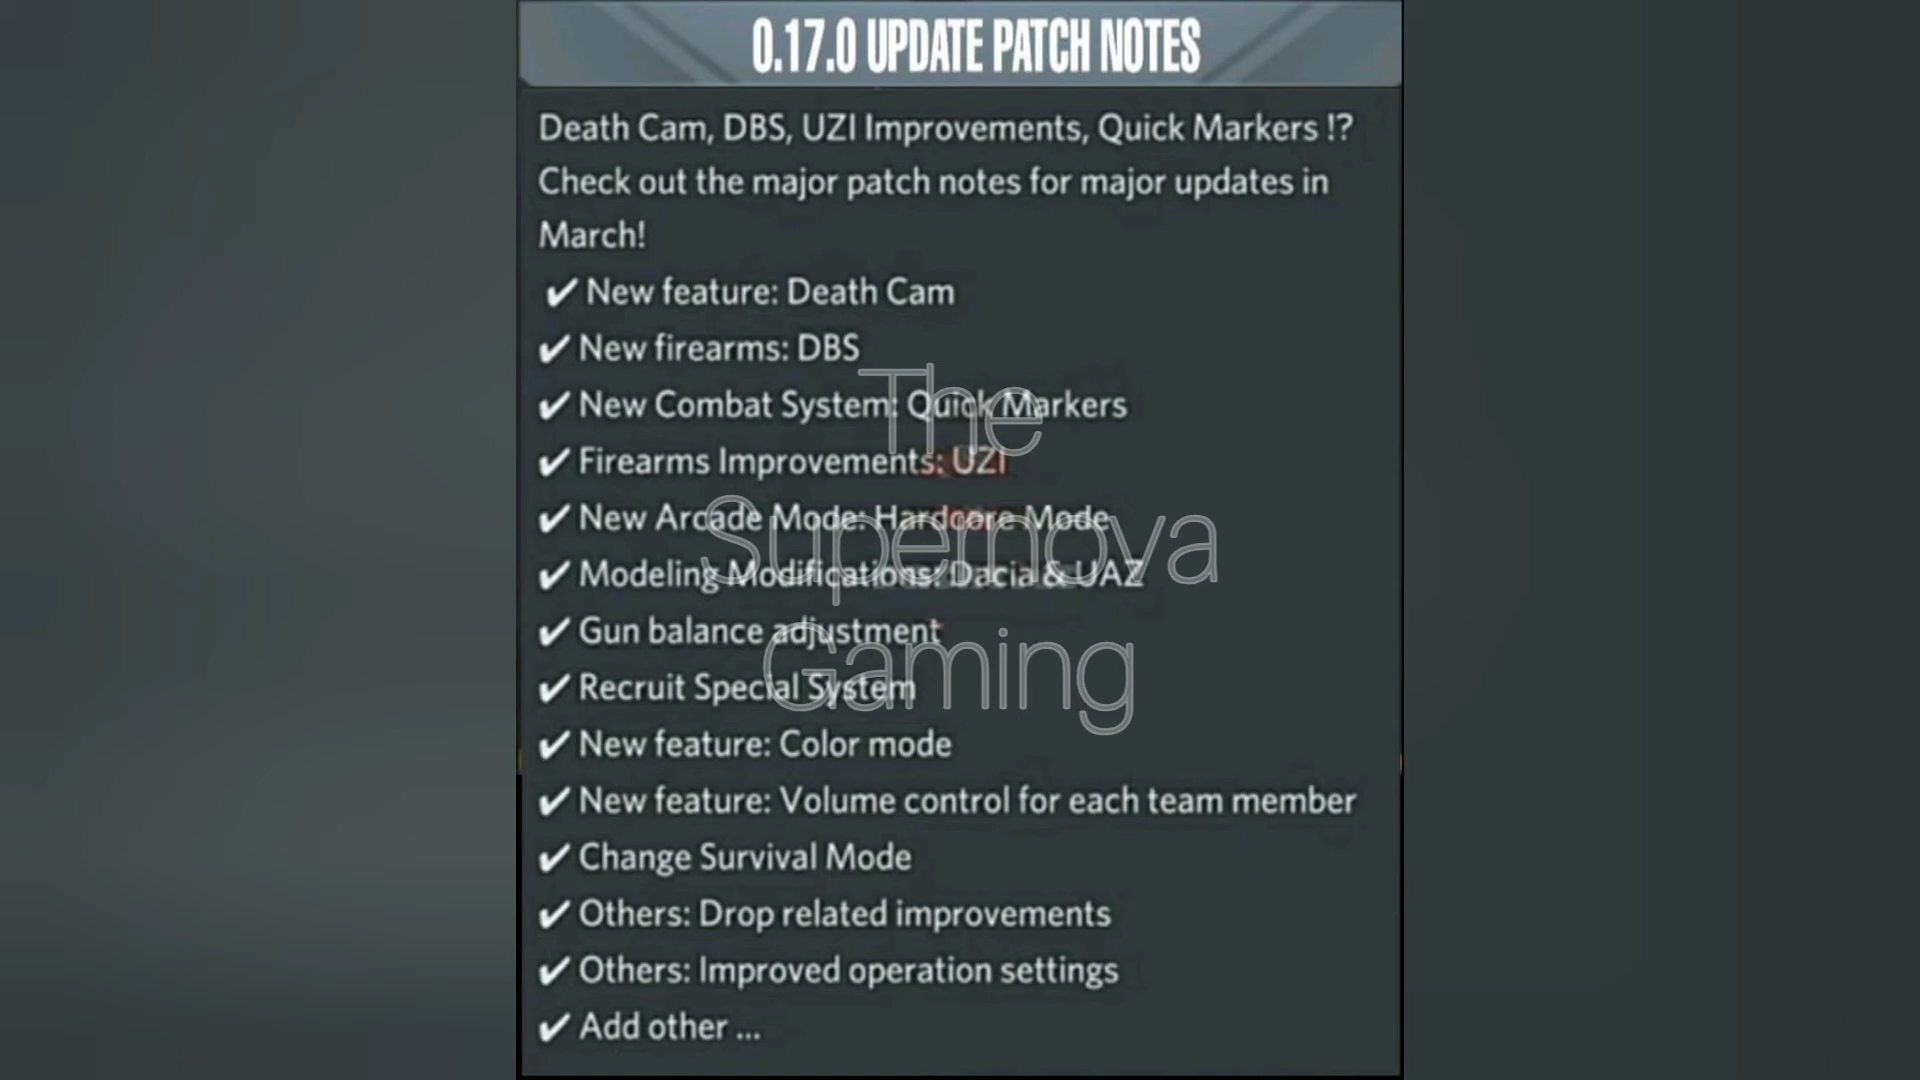 0.17.0 UPDATE PATCH NOTES
Death Cam, DBS, UZI Improvements, Quick Markers !?
Check out the major patch notes for major updates in
March!
✔ New feature: Death Cam
✔ New firearms: DBS
✔ New Combat System: Quick Markers
✔ Firearms Improvements: UZI
✔ New Arcade Mode: Hardcore Mode
✔ Modeling Modifications: Dacia & UAZ
✔ Gun balance adjustment
✔ Recruit Special System
✔ New feature: Color mode
✔ New feature: Volume control for each team member
✔ Change Survival Mode
✔ Others: Drop related improvements
✔ Others: Improved operation settings
✔ Add other ...
The
Supernova
Gaming